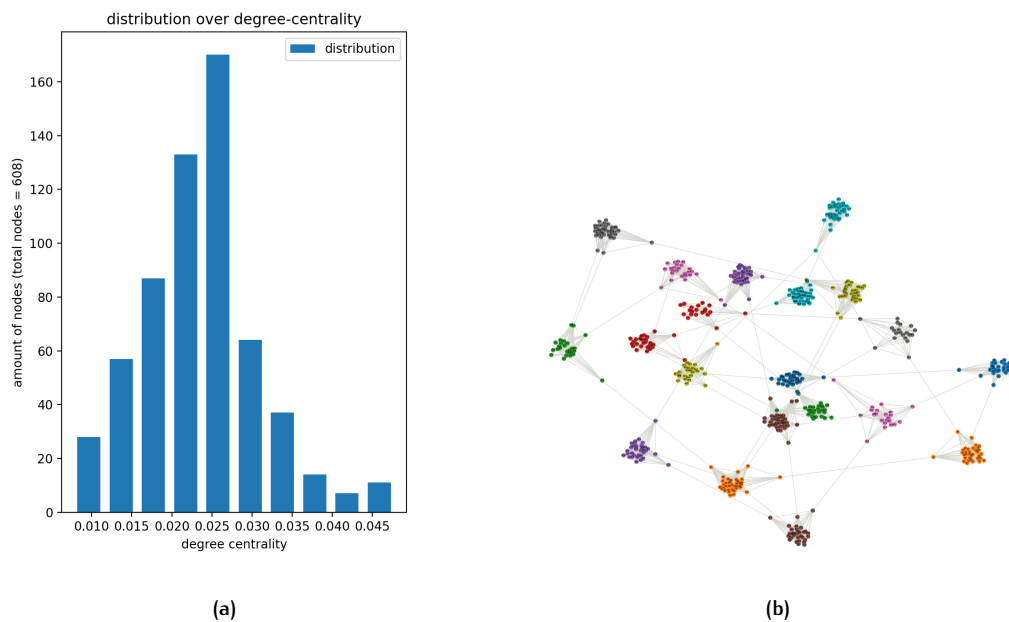 distribution over degree-centrality
distribution
amount of nodes (total nodes = 608)
160
140
120
100
80
60
40
20
0
0.010 0.015 0.020 0.025 0.030 0.035 0.040 0.045
degree centrality
(a)
(b)